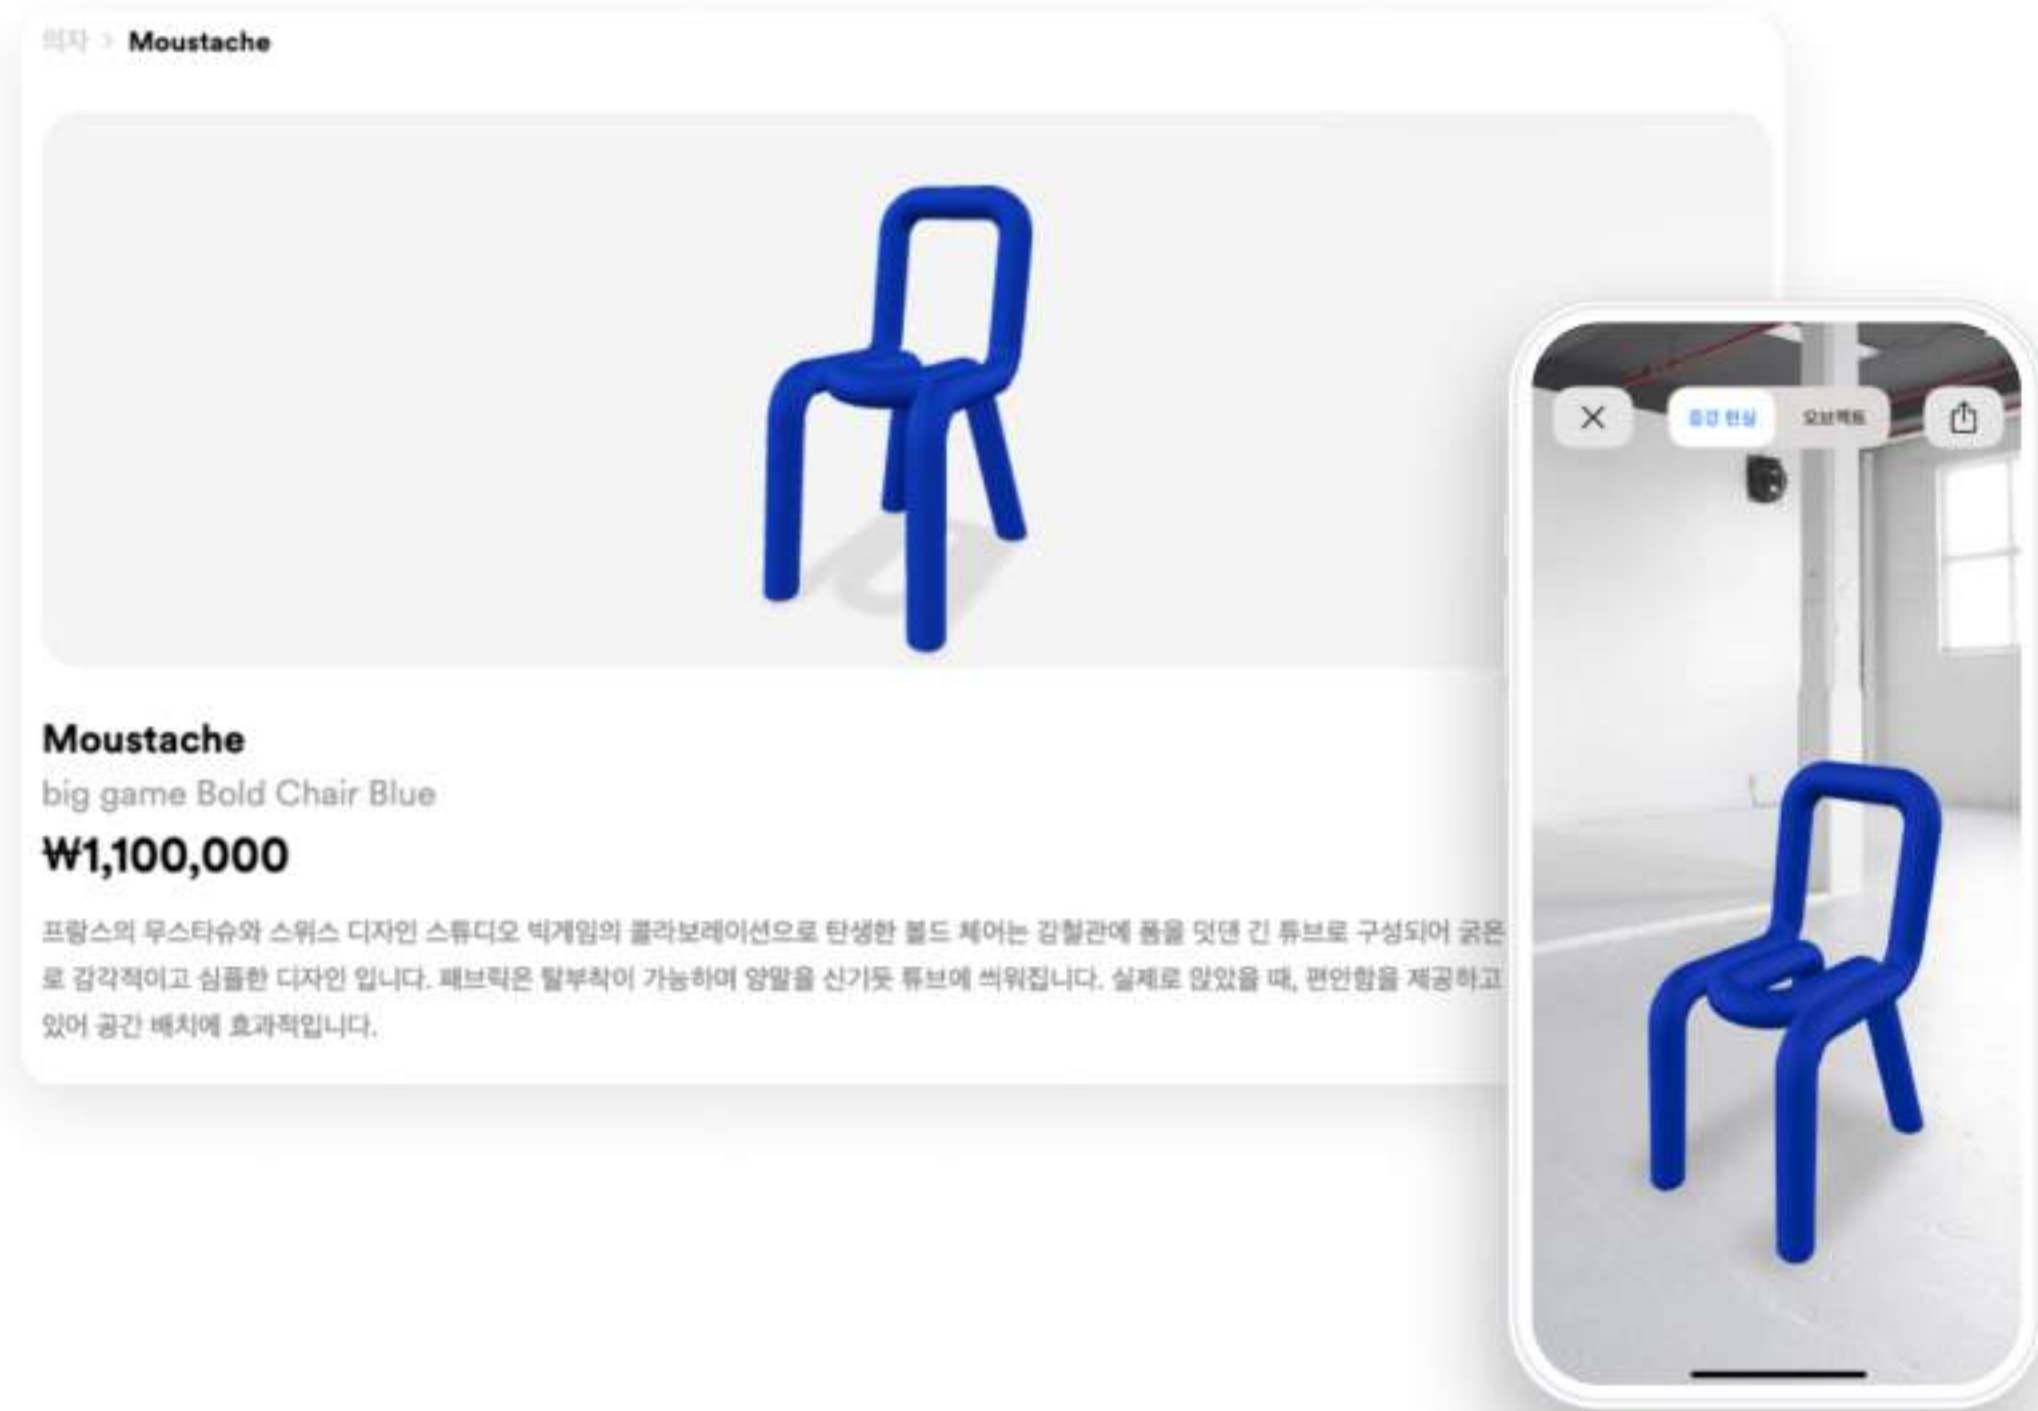 의자 > Moustache
Moustache
big game Bold Chair Blue
₩1,100,000
프랑스의 무스타슈와 스위스 디자인 스튜디오 빅게임의 콜라보레이션으로 탄생한 볼드 체어는 강철관에 폼을 덧댄 긴 튜브로 구성되어 굵은
로 감각적이고 심플한 디자인 입니다. 패브릭은 탈부착이 가능하며 양말을 신기듯 튜브에 씌워집니다. 실제로 앉았을 때, 편안함을 제공하고
있어 공간 배치에 효과적입니다.
증강 현실 오브젝트